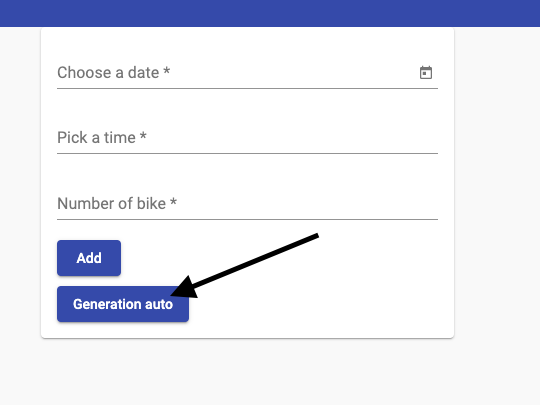 Choose a date *
Pick a time *
Number of bike *
Add
Generation auto